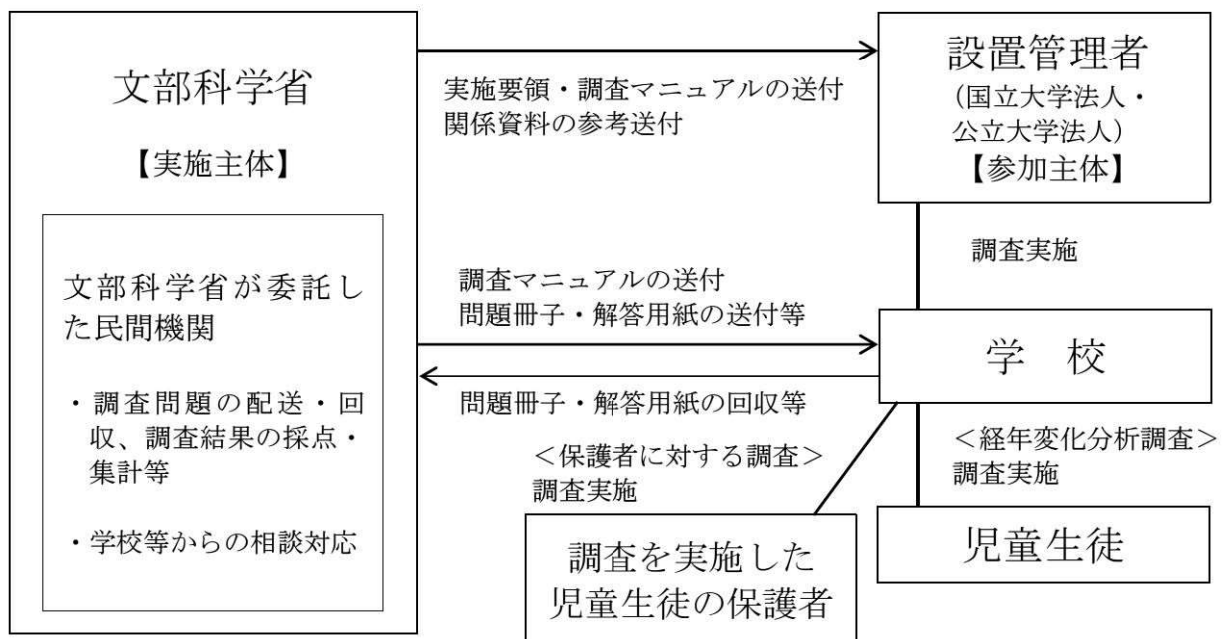 文部科学省
【実施主体】
文部科学省が委託し
た民間機関
・調査問題の配送・回
収、調査結果の採点・
集計等
・学校等からの相談対応
実施要領・調査マニュアルの送付
関係資料の参考送付
設置管理者
(国立大学法人・
公立大学法人)
【参加主体】
調査実施
調査マニュアルの送付
問題冊子・解答用紙の送付等
学 校
問題冊子・解答用紙の回収等
<保護者に対する調査>
調査実施
<経年変化分析調査>
調査実施
調査を実施した
児童生徒の保護者
児童生徒